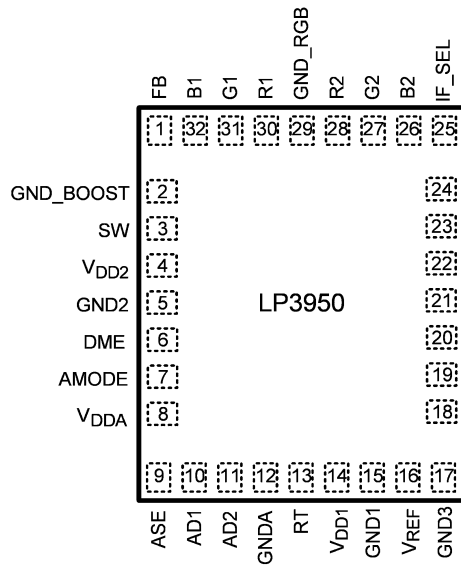 FB B1 G1 R1 GND_RGB R2 G2 B2 IF_SEL
1 32 31 30 29 28 27 26 25
GND_BOOST 2 24
SW 3 23
VDD2 4 22
GND2 5 21
LP3950
DME 6 20
AMODE 7 19
VDDA 8 18
9 10 11 12 13 14 15 16 17
ASE AD1 AD2 GNDA RT VDD1 GND1 VREF GND3